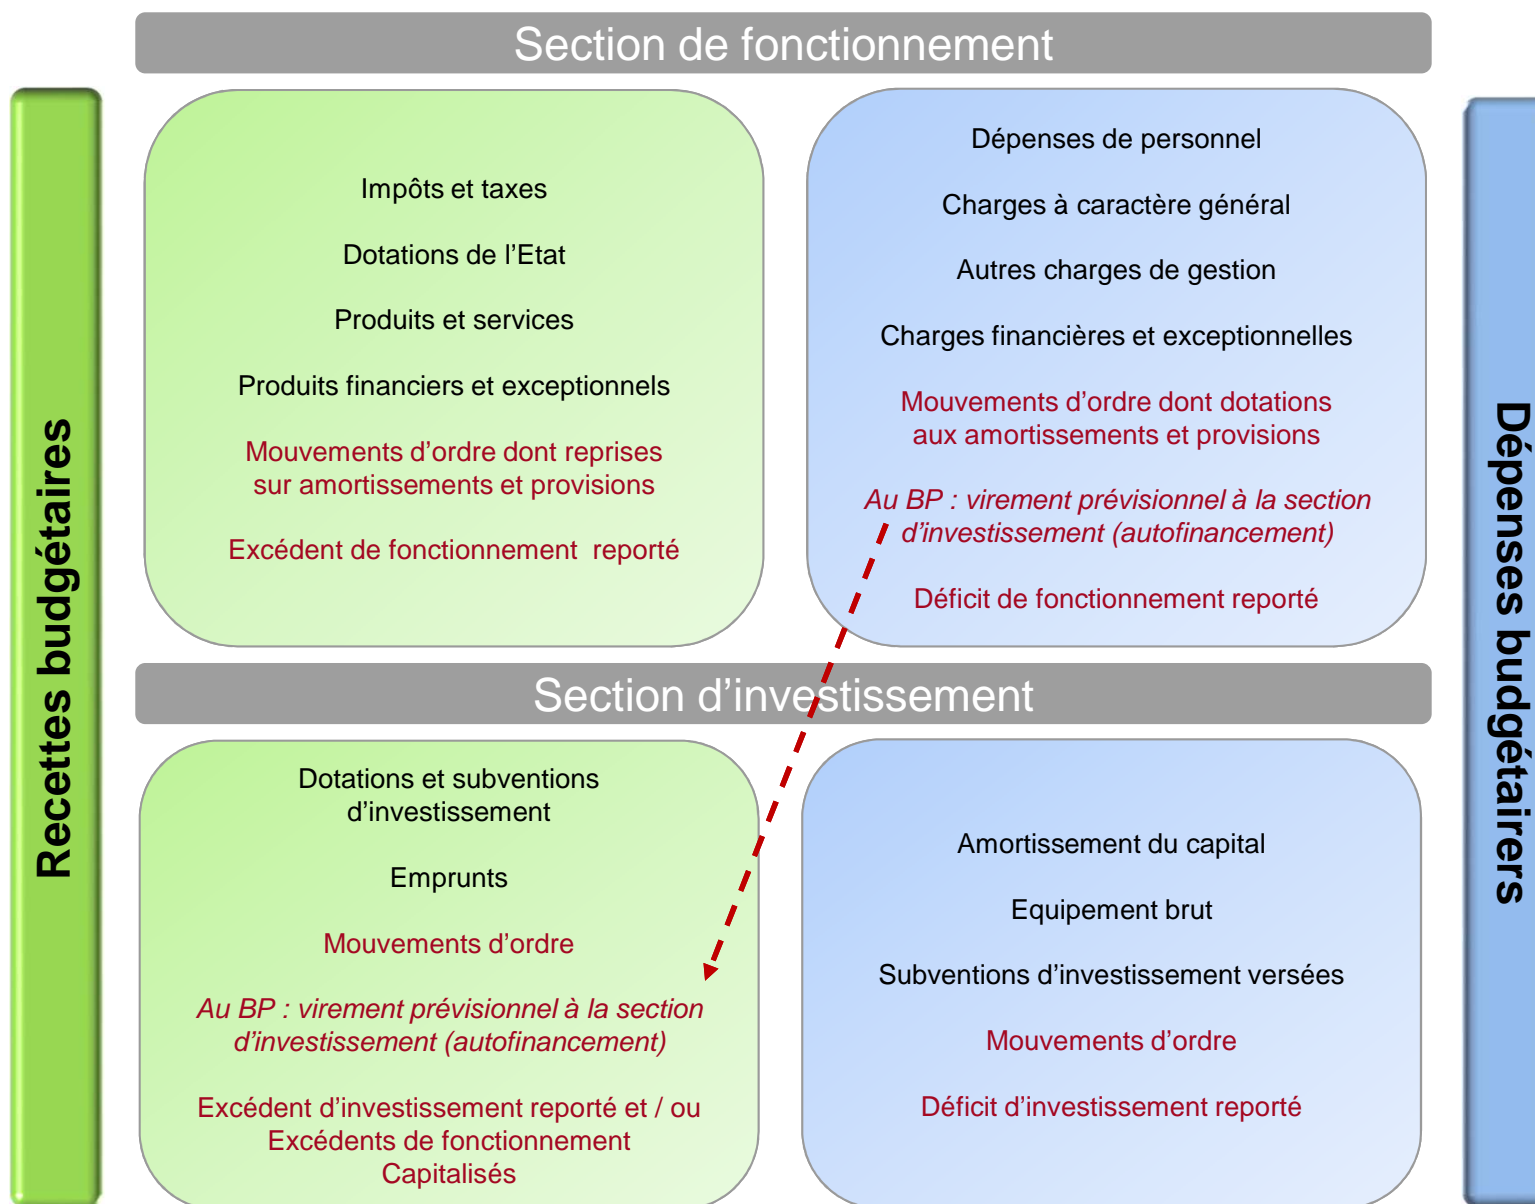 Section de fonctionnement
Recettes budgétaires
Impôts et taxes
Dotations de l’Etat
Produits et services
Produits financiers et exceptionnels
Mouvements d’ordre dont reprises
sur amortissements et provisions
Excédent de fonctionnement  reporté
Dépenses de personnel
Charges à caractère général
Autres charges de gestion
Charges financières et exceptionnelles
Mouvements d’ordre dont dotations
aux amortissements et provisions
Au BP : virement prévisionnel à la section
d’investissement (autofinancement)
Déficit de fonctionnement reporté
Dépenses budgétairers
Section d’investissement
Dotations et subventions
d’investissement
Emprunts
Mouvements d’ordre
Au BP : virement prévisionnel à la section
d’investissement (autofinancement)
Excédent d’investissement reporté et / ou
Excédents de fonctionnement
Capitalisés
Amortissement du capital
Equipement brut
Subventions d’investissement versées
Mouvements d’ordre
Déficit d’investissement reporté